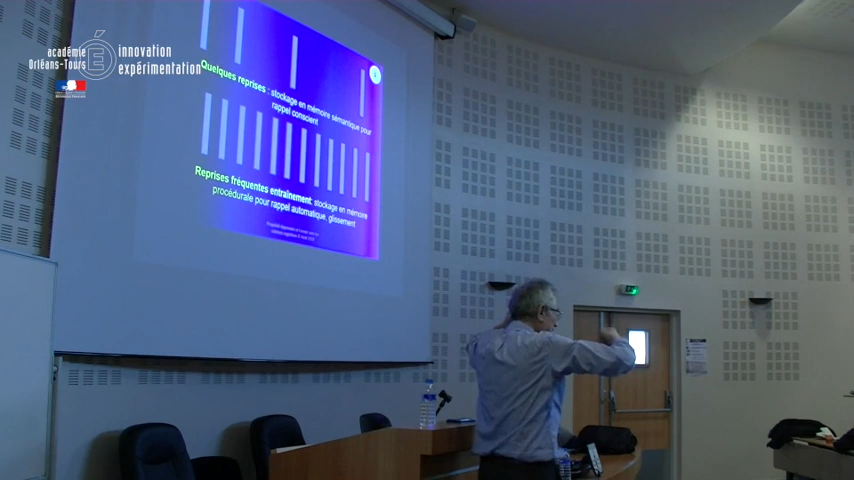 académie
Orléans-Tours
innovation
expérimentation
Quelques reprises : stockage en mémoire sémantique pour
rappel conscient
Reprises fréquentes entraînement: stockage en mémoire
procédurale pour rappel automatique, glissement